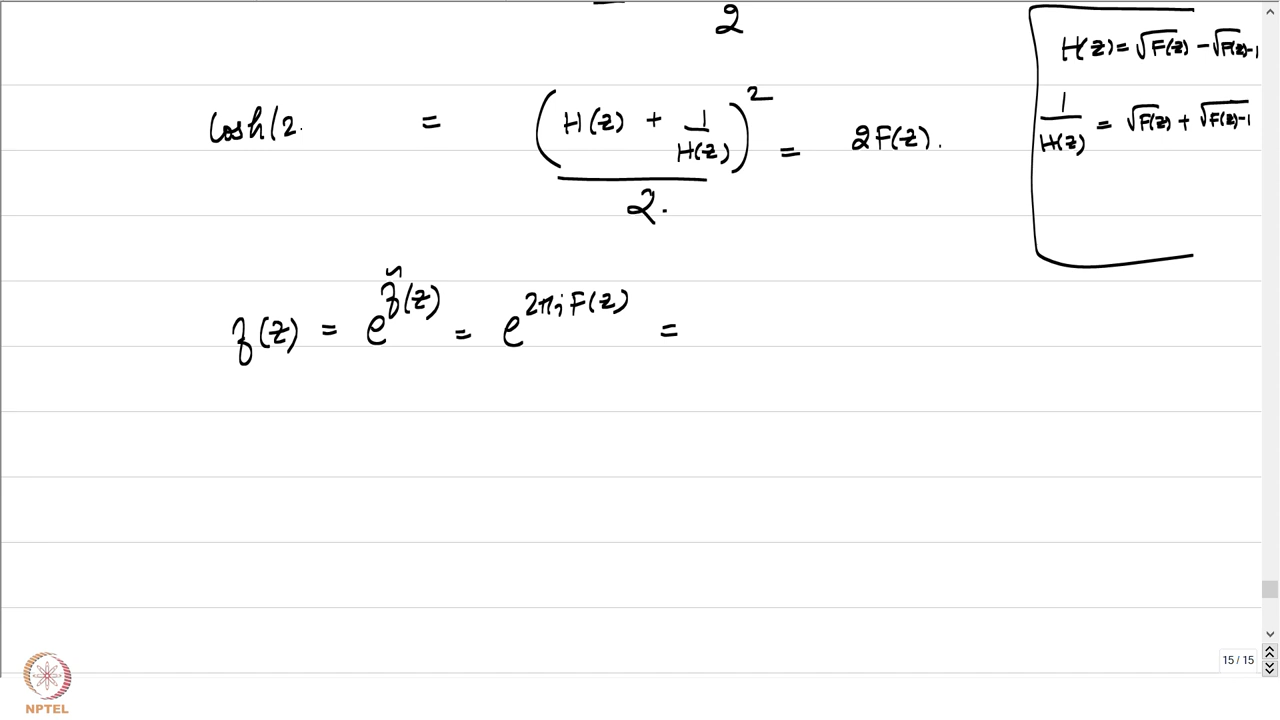 2
H(z) = √F(z) - √F(z)-1
1/H(z) = √F(z) + √F(z)-1
Cosh(2. = (H(z) + 1/H(z))² / 2. = 2F(z).
f(z) = e^{f̃(z)} = e^{2πi F(z)} =
15 / 15
NPTEL